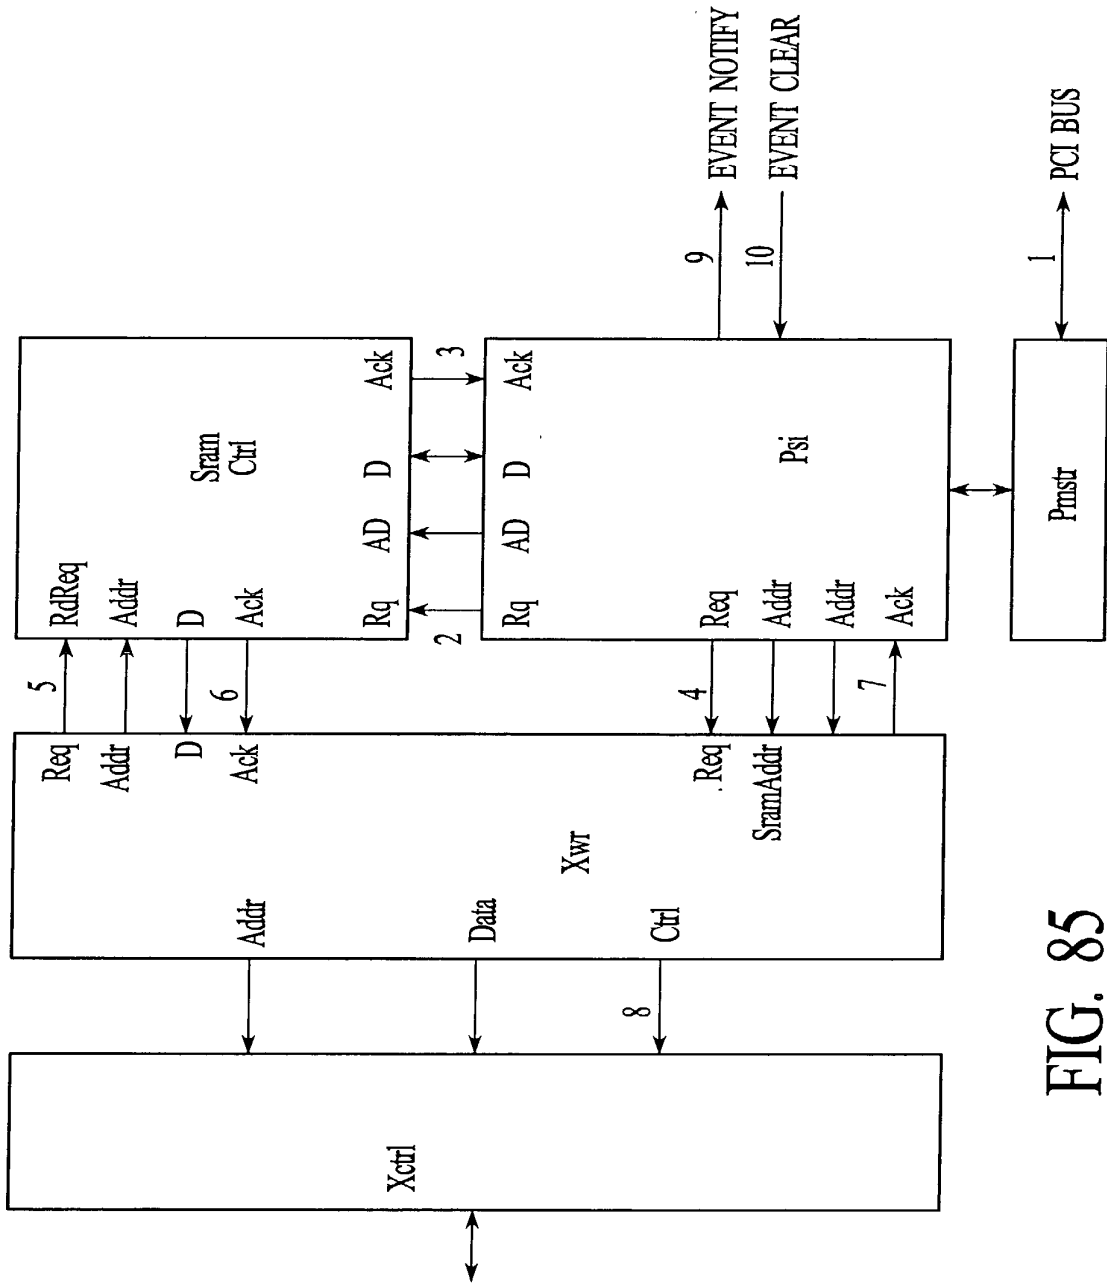 EVENT NOTIFY
9
EVENT CLEAR
10
PCI BUS
1
Sram
Ctrl
RdReq
Addr
D
Ack
Rq
AD
D
Ack
2
3
Psi
Rq
AD
D
Ack
Req
Addr
Addr
Ack
Pmstr
5
6
4
7
Xwr
Req
Addr
D
Ack
.Req
SramAddr
Addr
Data
Ctrl
8
Xctrl
FIG. 85